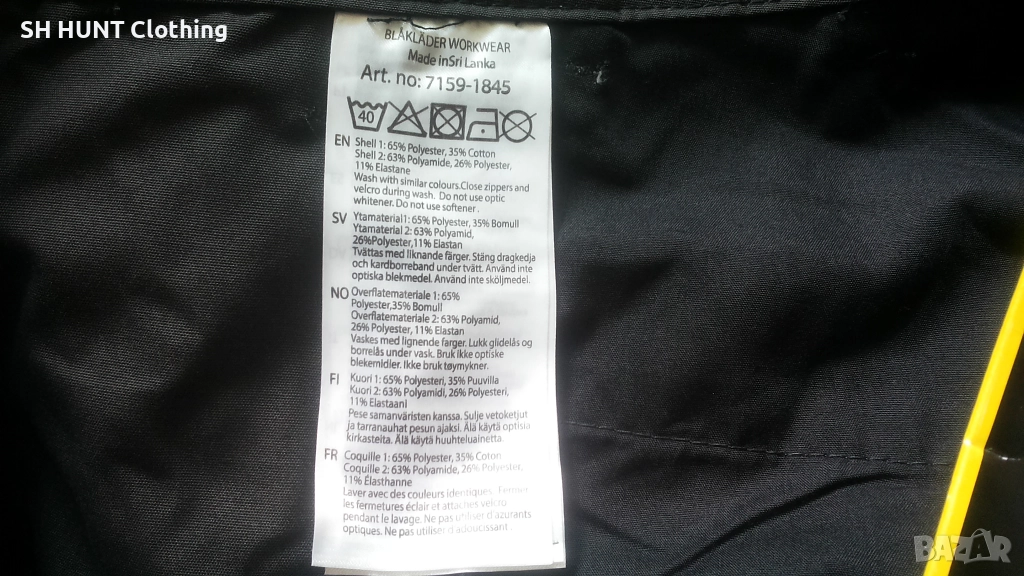 SH HUNT Clothing
BLÅKLÄDER WORKWEAR
Made inSri Lanka
Art. no: 7159-1845
40
EN Shell 1: 65% Polyester, 35% Cotton
Shell 2: 63% Polyamide, 26% Polyester,
11% Elastane
Wash with similar colours.Close zippers and
velcro during wash. Do not use optic
whitener. Do not use softener.
SV Ytamaterial1: 65% Polyester, 35% Bomull
Ytamaterial 2: 63% Polyamid,
26%Polyester,11% Elastan
Tvättas med liknande färger. Stäng dragkedja
och kardborreband under tvätt. Använd inte
optiska blekmedel. Använd inte sköljmedel.
NO Overflatemateriale 1: 65%
Polyester,35% Bomull
Overflatemateriale 2: 63% Polyamid,
26% Polyester, 11% Elastan
Vaskes med lignende farger. Lukk glidelås og
borrelås under vask. Bruk ikke optiske
blekemidler. Ikke bruk tøymykner.
FI Kuori 1: 65% Polyesteri, 35% Puuvilla
Kuori 2: 63% Polyamidi, 26% Polyesteri,
11% Elastaani
Pese samanväristen kanssa. Sulje vetoketjut
ja tarranauhat pesun ajaksi. Älä käytä optisia
kirkasteita. Älä käytä huuhteluainetta.
FR Coquille 1: 65% Polyester, 35% Coton
Coquille 2: 63% Polyamide, 26% Polyester,
11% Élasthanne
Laver avec des couleurs identiques. Fermer
les fermetures éclair et attaches velcro
pendant le lavage. Ne pas utiliser d'azurants
optiques. Ne pas utiliser d'adoucissant.
BAZAR